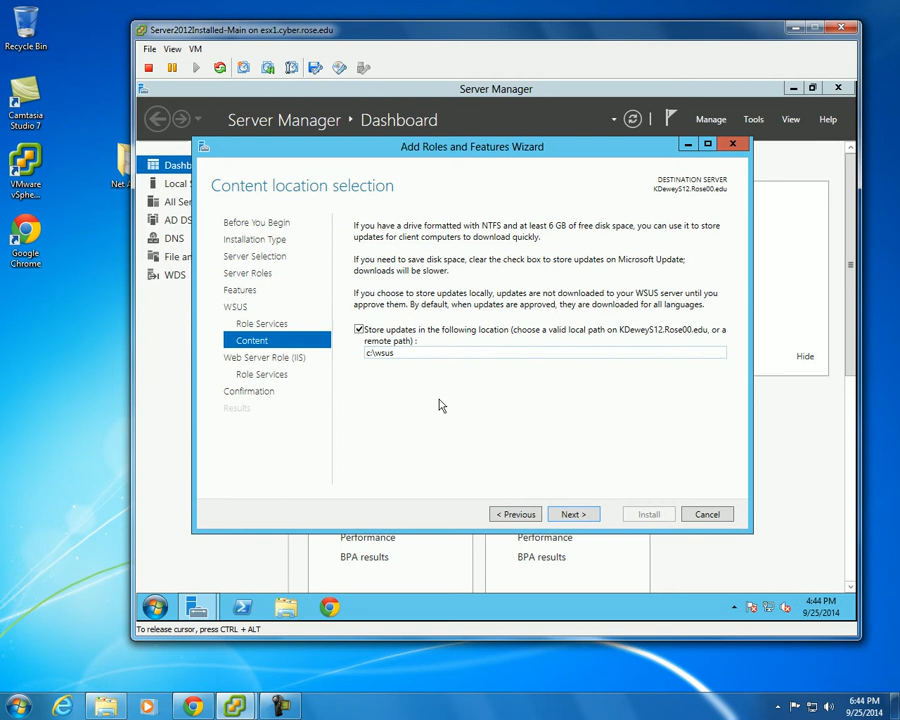 Recycle Bin
Camtasia
Studio 7
VMware
vSphe...
Google
Chrome
Net A
Server2012Installed-Main on esx1.cyber.rose.edu
File View VM
Server Manager
Server Manager ‣ Dashboard
Manage Tools View Help
Dashb
Local S
All Ser
AD DS
DNS
File an
WDS
Hide
Performance
BPA results
Performance
BPA results
Add Roles and Features Wizard
Content location selection
DESTINATION SERVER
KDeweyS12.Rose00.edu
Before You Begin
Installation Type
Server Selection
Server Roles
Features
WSUS
Role Services
Content
Web Server Role (IIS)
Role Services
Confirmation
Results
If you have a drive formatted with NTFS and at least 6 GB of free disk space, you can use it to store
updates for client computers to download quickly.
If you need to save disk space, clear the check box to store updates on Microsoft Update;
downloads will be slower.
If you choose to store updates locally, updates are not downloaded to your WSUS server until you
approve them. By default, when updates are approved, they are downloaded for all languages.
Store updates in the following location (choose a valid local path on KDeweyS12.Rose00.edu, or a
remote path) :
c:\wsus
< Previous Next > Install Cancel
4:44 PM
9/25/2014
To release cursor, press CTRL + ALT
6:44 PM
9/25/2014